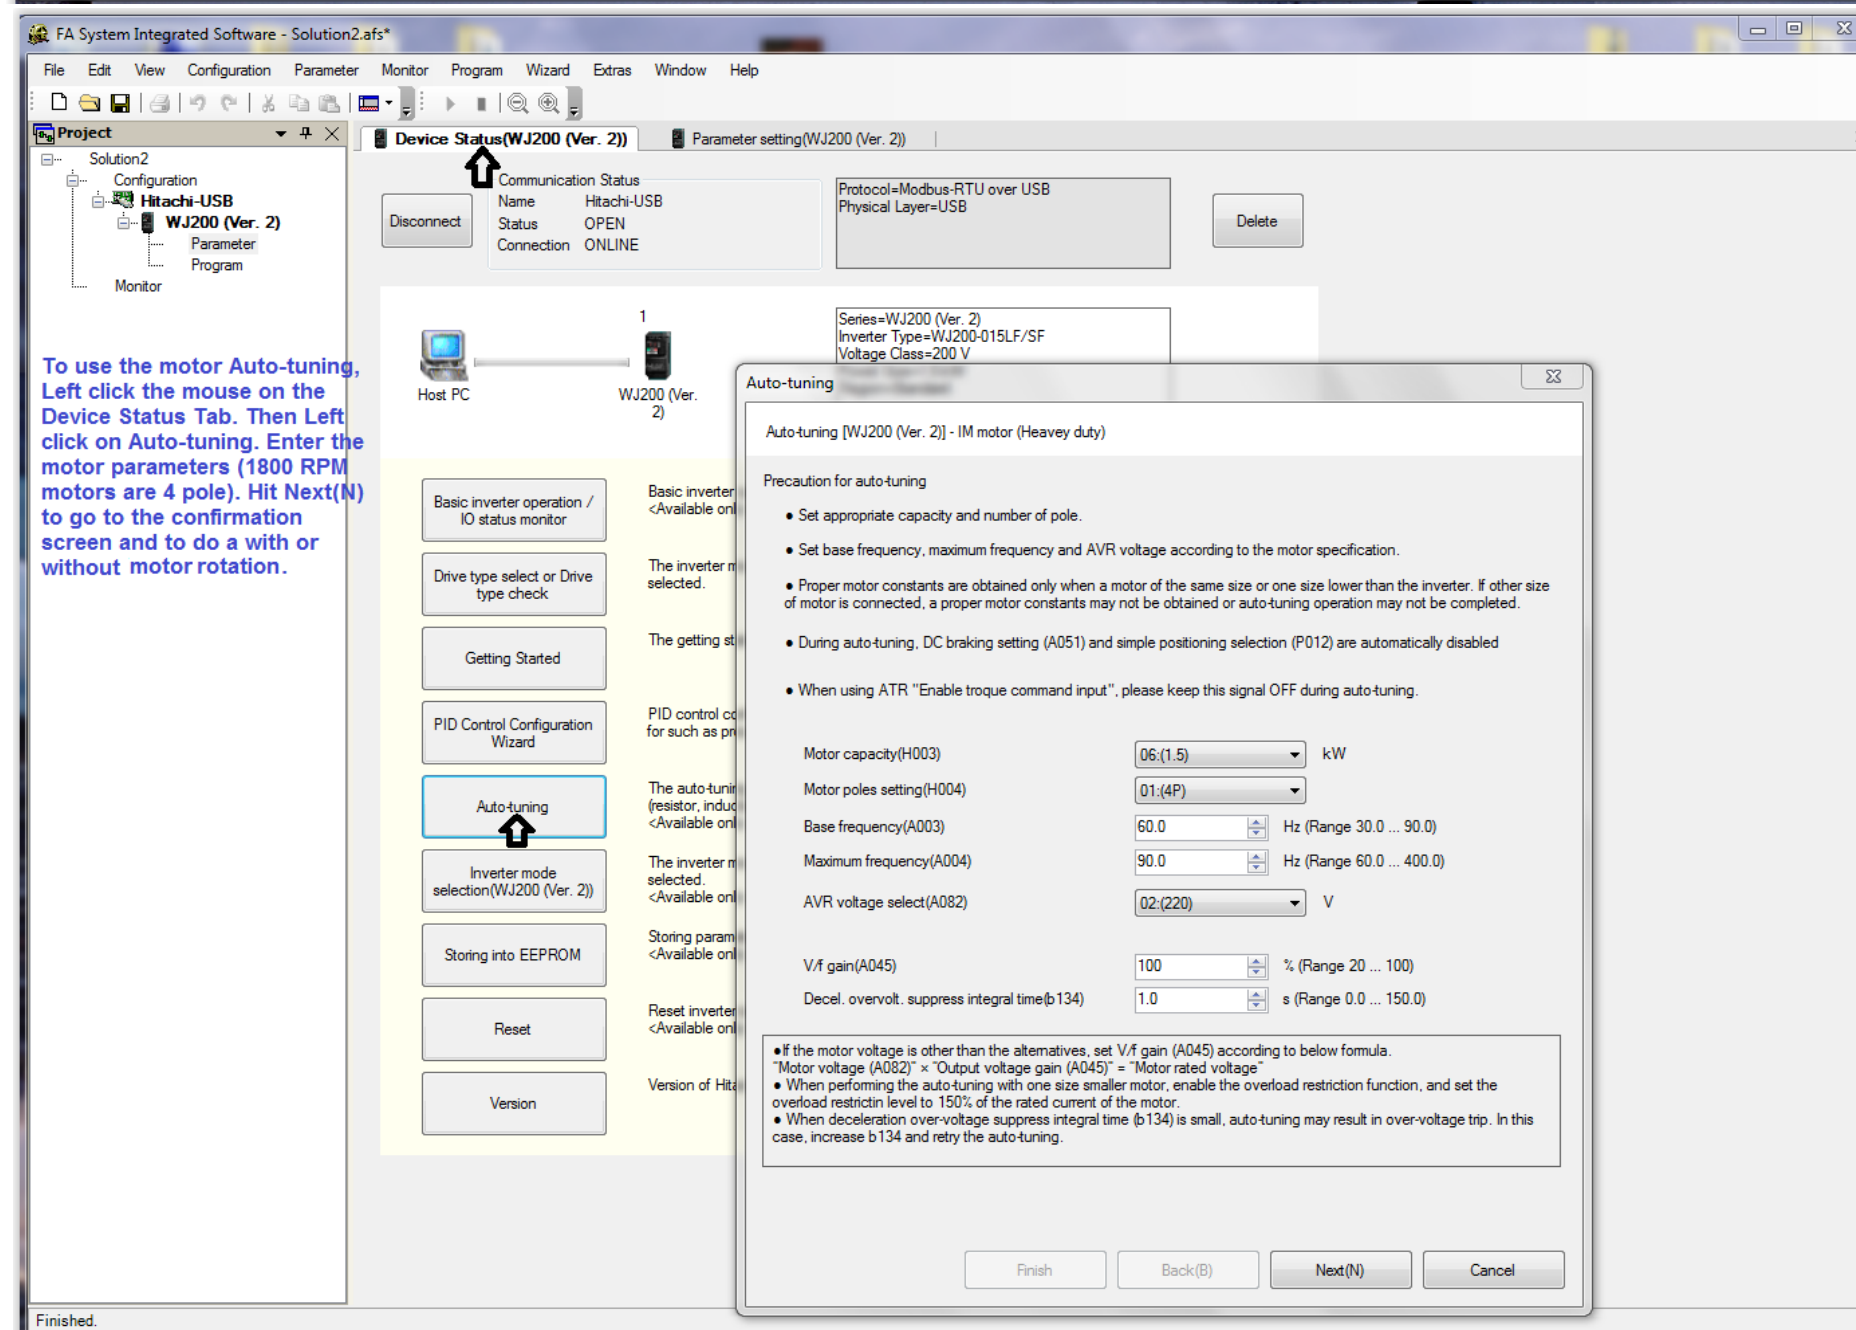 FA System Integrated Software - Solution2.afs*
File Edit View Configuration Parameter Monitor Program Wizard Extras Window Help
Project
Device Status(WJ200 (Ver. 2))
Parameter setting(WJ200 (Ver. 2))
Solution2
Configuration
Hitachi-USB
WJ200 (Ver. 2)
Parameter
Program
Monitor
To use the motor Auto-tuning,
Left click the mouse on the
Device Status Tab. Then Left
click on Auto-tuning. Enter the
motor parameters (1800 RPM
motors are 4 pole). Hit Next(N)
to go to the confirmation
screen and to do a with or
without motor rotation.
Disconnect
Communication Status
Name Hitachi-USB
Status OPEN
Connection ONLINE
Protocol=Modbus-RTU over USB
Physical Layer=USB
Delete
Host PC
1
WJ200 (Ver.
2)
Series=WJ200 (Ver. 2)
Inverter Type=WJ200-015LF/SF
Voltage Class=200 V
Basic inverter operation /
IO status monitor
Basic inverter
<Available onl
Drive type select or Drive
type check
The inverter m
selected.
Getting Started
The getting st
PID Control Configuration
Wizard
PID control co
for such as pr
Auto-tuning
The auto-tunin
(resistor, induc
<Available onl
Inverter mode
selection(WJ200 (Ver. 2))
The inverter m
selected.
<Available onl
Storing into EEPROM
Storing param
<Available onl
Reset
Reset inverter
<Available onl
Version
Version of Hita
Auto-tuning
Auto-tuning [WJ200 (Ver. 2)] - IM motor (Heavey duty)
Precaution for auto-tuning
● Set appropriate capacity and number of pole.
● Set base frequency, maximum frequency and AVR voltage according to the motor specification.
● Proper motor constants are obtained only when a motor of the same size or one size lower than the inverter. If other size
of motor is connected, a proper motor constants may not be obtained or auto-tuning operation may not be completed.
● During auto-tuning, DC braking setting (A051) and simple positioning selection (P012) are automatically disabled
● When using ATR "Enable troque command input", please keep this signal OFF during auto-tuning.
Motor capacity(H003) 06:(1.5) kW
Motor poles setting(H004) 01:(4P)
Base frequency(A003) 60.0 Hz (Range 30.0 ... 90.0)
Maximum frequency(A004) 90.0 Hz (Range 60.0 ... 400.0)
AVR voltage select(A082) 02:(220) V
V/f gain(A045) 100 % (Range 20 ... 100)
Decel. overvolt. suppress integral time(b134) 1.0 s (Range 0.0 ... 150.0)
●If the motor voltage is other than the alternatives, set V/f gain (A045) according to below formula.
"Motor voltage (A082)" × "Output voltage gain (A045)" = "Motor rated voltage"
● When performing the auto-tuning with one size smaller motor, enable the overload restriction function, and set the
overload restrictin level to 150% of the rated current of the motor.
● When deceleration over-voltage suppress integral time (b134) is small, auto-tuning may result in over-voltage trip. In this
case, increase b134 and retry the auto-tuning.
Finish Back(B) Next(N) Cancel
Finished.